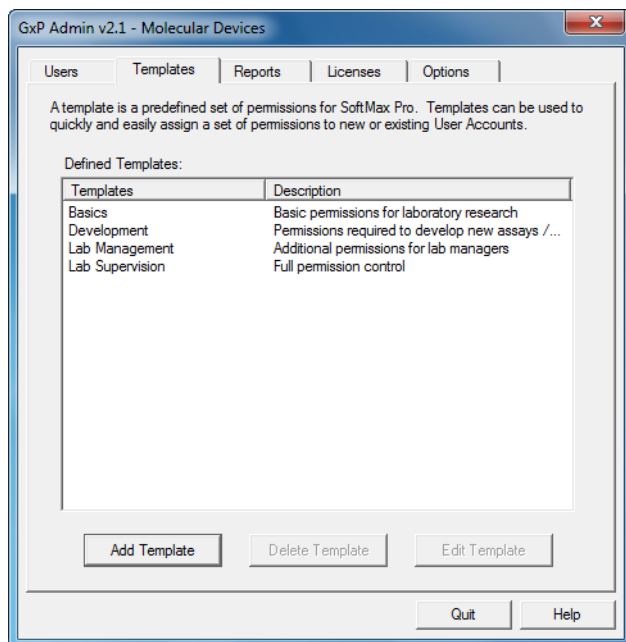 GxP Admin v2.1 - Molecular Devices
Users Templates Reports Licenses Options
A template is a predefined set of permissions for SoftMax Pro. Templates can be used to
quickly and easily assign a set of permissions to new or existing User Accounts.
Defined Templates:
Templates Description
Basics Basic permissions for laboratory research
Development Permissions required to develop new assays /...
Lab Management Additional permissions for lab managers
Lab Supervision Full permission control
Add Template Delete Template Edit Template
Quit Help